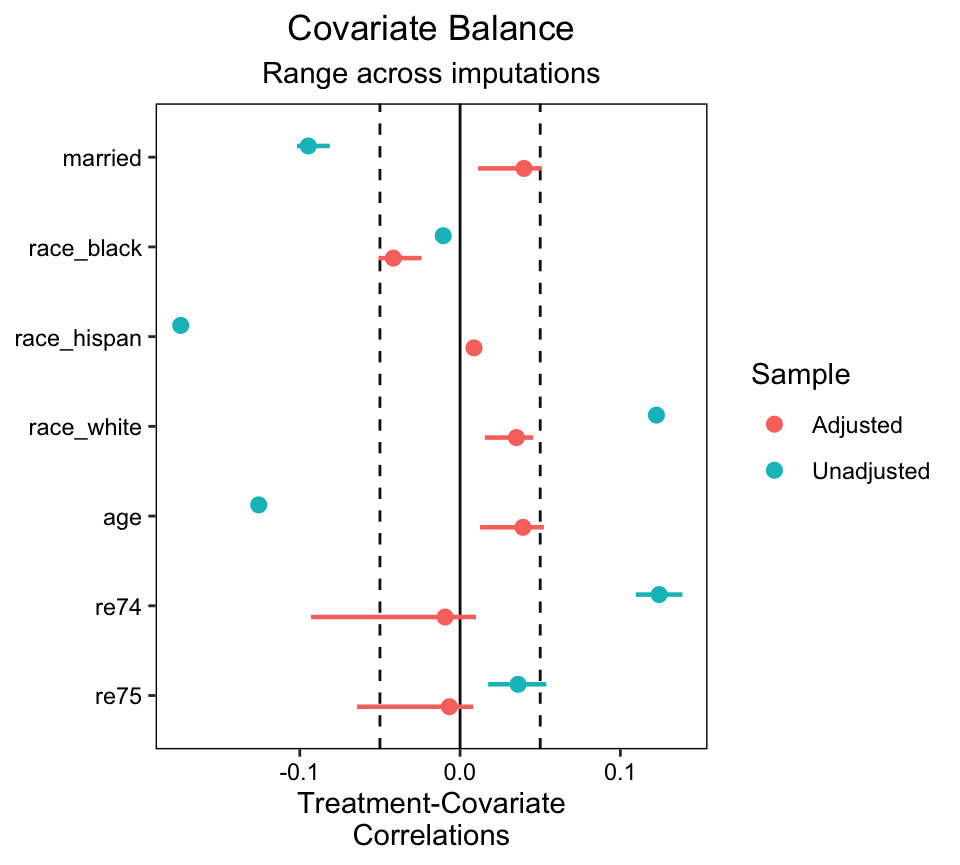 Covariate Balance
Range across imputations
married
race_black
race_hispan
race_white
age
re74
re75
-0.1
0.0
0.1
Treatment-Covariate
Correlations
Sample
Adjusted
Unadjusted